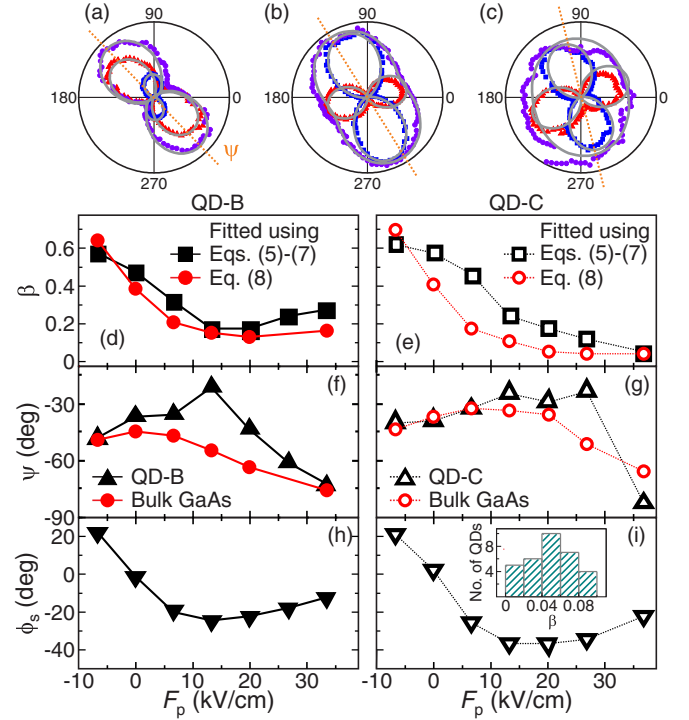 (a) 90 (b) 90 (c) 90
180 0 180 0 180 0
ψ
270 270 270
QD-B QD-C
Fitted using Fitted using
0.6 Eqs. (5)-(7) Eqs. (5)-(7)
0.4 Eq. (8) Eq. (8)
β
0.2
(d) (e)
0
(f) (g)
-30
ψ (deg)
-60
QD-B QD-C
Bulk GaAs Bulk GaAs
-90
(h) (i)
20
0
ϕs (deg)
-20
-40
No. of QDs
8
4
0 0.04 0.08
β
-10 0 10 20 30 -10 0 10 20 30
Fp (kV/cm) Fp (kV/cm)